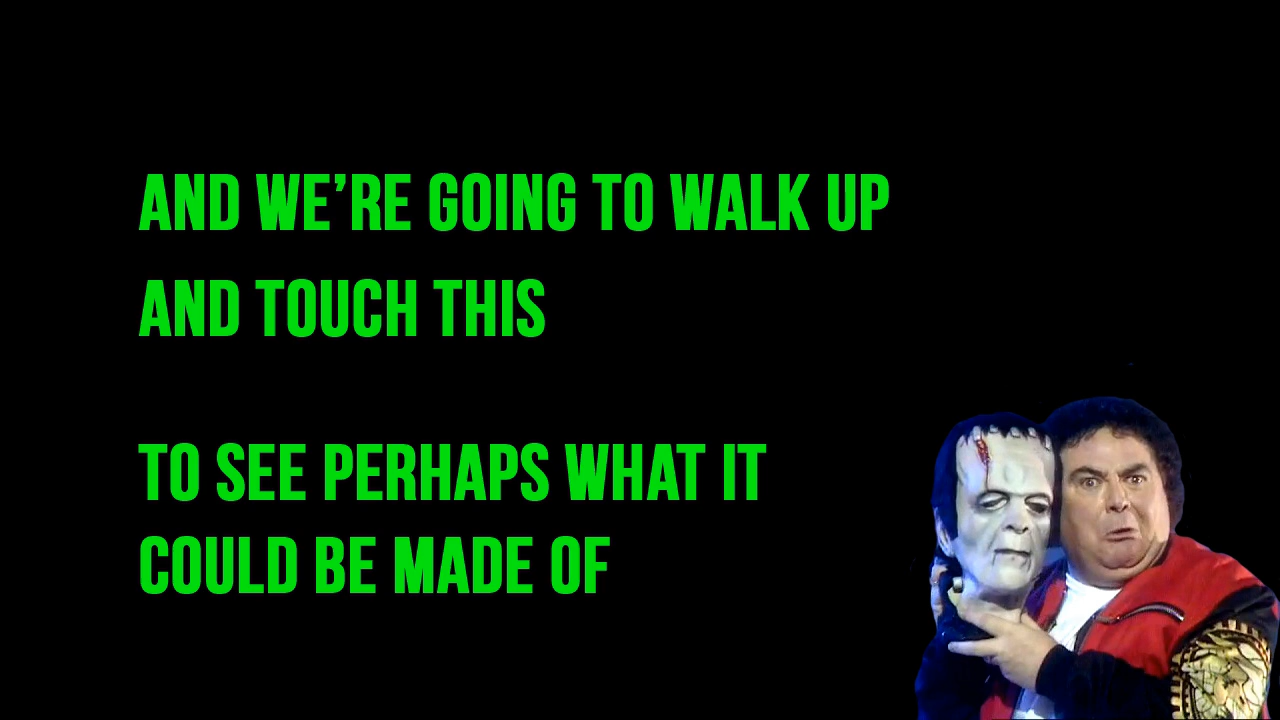 AND WE’RE GOING TO WALK UP
AND TOUCH THIS
TO SEE PERHAPS WHAT IT
COULD BE MADE OF